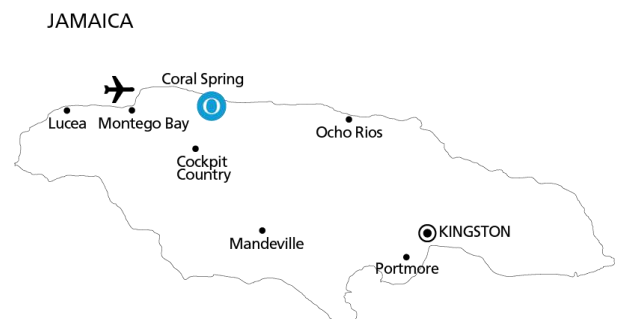 JAMAICA
Coral Spring
O
Lucea
Montego Bay
Ocho Rios
Cockpit
Country
Mandeville
KINGSTON
Portmore